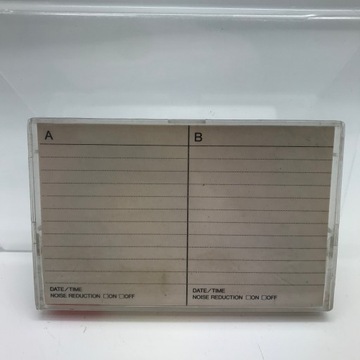 A
B
DATE/TIME
NOISE REDUCTION □ON □OFF
DATE/TIME
NOISE REDUCTION □ON □OFF